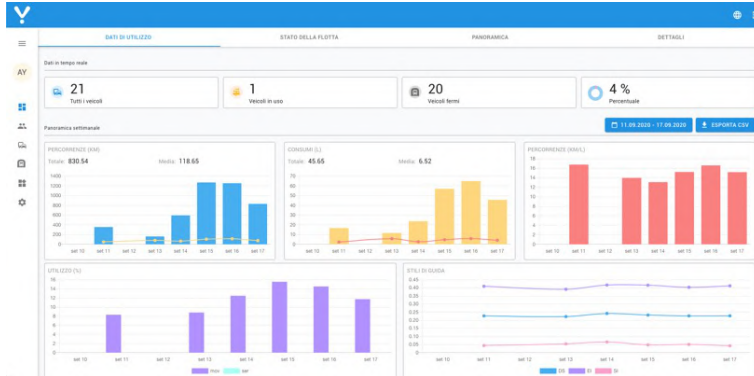 AY
DATI DI UTILIZZO STATO DELLA FLOTTA PANORAMICA DETTAGLI
Dati in tempo reale
21
Tutti i veicoli
1
Veicoli in uso
20
Veicoli fermi
4 %
Percentuale
Panoramica settimanale
11.09.2020 - 17.09.2020
ESPORTA CSV
PERCORRENZE (KM)
Totale: 830.54 Media: 118.65
1400
1200
1000
800
600
400
200
0
set 10 set 11 set 12 set 13 set 14 set 15 set 16 set 17
CONSUMI (L)
Totale: 45.65 Media: 6.52
70
60
50
40
30
20
10
0
set 10 set 11 set 12 set 13 set 14 set 15 set 16 set 17
PERCORRENZE (KM/L)
18
16
14
12
10
8
6
4
2
0
set 10 set 11 set 12 set 13 set 14 set 15 set 16 set 17
UTILIZZO (%)
16
14
12
10
8
6
4
2
0
set 10 set 11 set 12 set 13 set 14 set 15 set 16 set 17
mov ser
STILI DI GUIDA
0.45
0.40
0.35
0.30
0.25
0.20
0.15
0.10
0.05
0
set 10 set 11 set 12 set 13 set 14 set 15 set 16 set 17